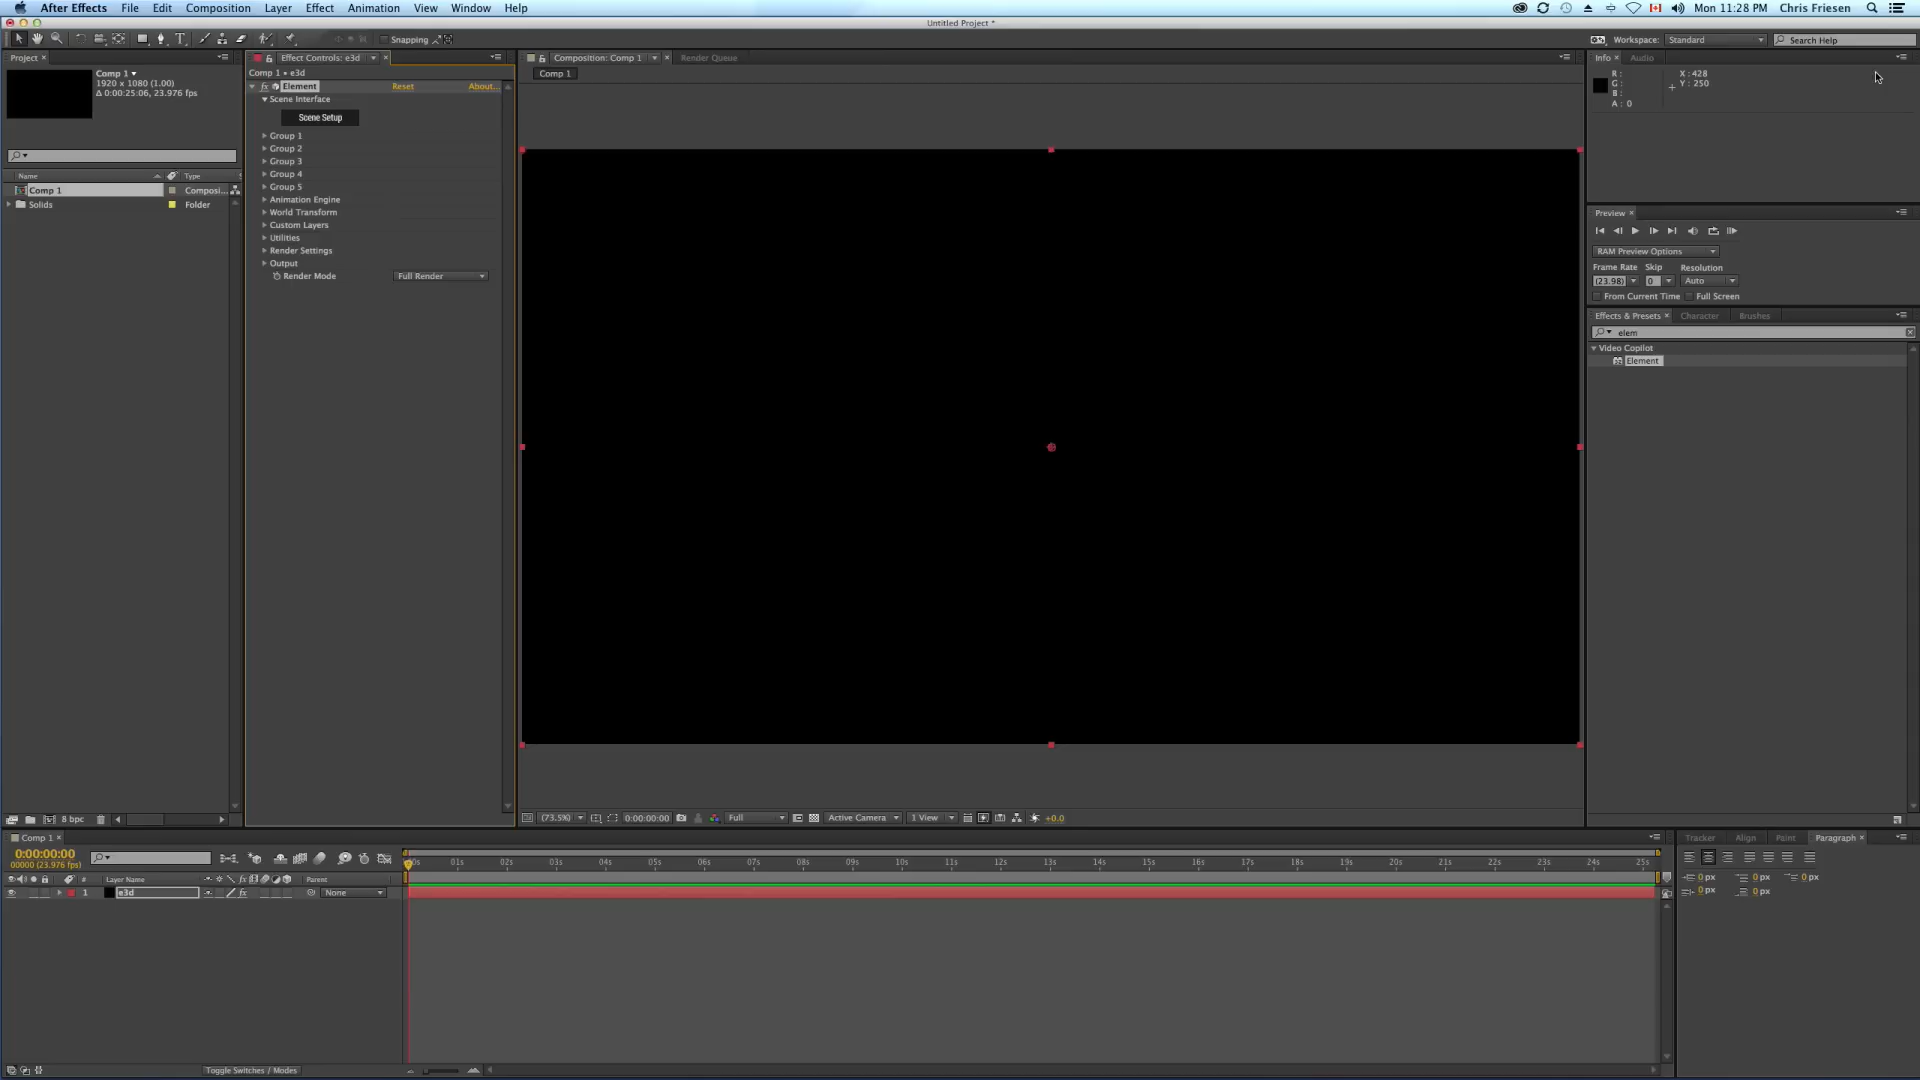 After Effects File Edit Composition Layer Effect Animation View Window Help Mon 11:28 PM Chris Friesen
Untitled Project *
Snapping Workspace: Standard Search Help
Project
Comp 1
1920 x 1080 (1.00)
Δ 0:00:25:06, 23.976 fps
Name Type
Comp 1 Composi...
Solids Folder
8 bpc
Effect Controls: e3d
Comp 1 • e3d
fx Element Reset About...
Scene Interface
Scene Setup
Group 1
Group 2
Group 3
Group 4
Group 5
Animation Engine
World Transform
Custom Layers
Utilities
Render Settings
Output
Render Mode Full Render
Composition: Comp 1 Render Queue
Comp 1
(73.5%) 0:00:00:00 Full Active Camera 1 View +0.0
Info Audio
R:
G:
B:
A: 0
X: 428
Y: 250
Preview
RAM Preview Options
Frame Rate Skip Resolution
(23.98) 0 Auto
From Current Time Full Screen
Effects & Presets Character Brushes
elem
Video Copilot
Element
Comp 1
0:00:00:00
00000 (23.976 fps)
# Layer Name Parent
1 e3d None
00s 01s 02s 03s 04s 05s 06s 07s 08s 09s 10s 11s 12s 13s 14s 15s 16s 17s 18s 19s 20s 21s 22s 23s 24s 25s
Toggle Switches / Modes
Tracker Align Paint Paragraph
0 px 0 px 0 px
0 px 0 px